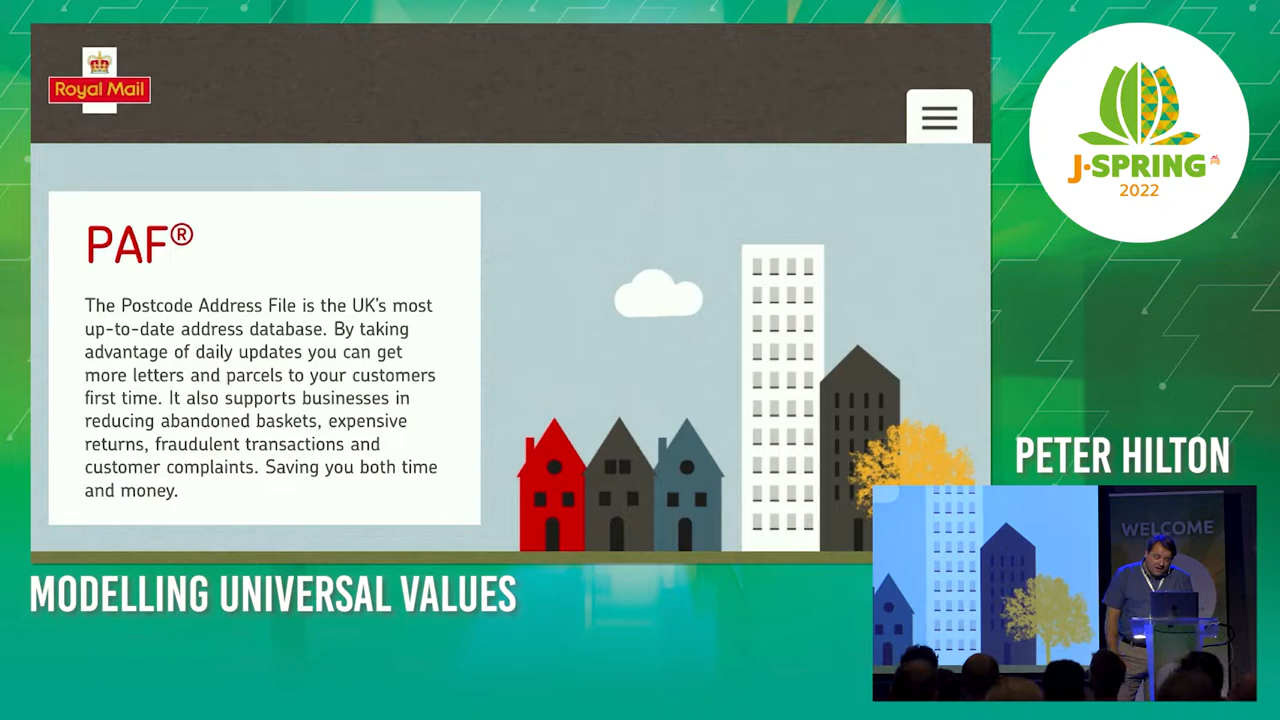 Royal Mail
PAF®
The Postcode Address File is the UK's most
up-to-date address database. By taking
advantage of daily updates you can get
more letters and parcels to your customers
first time. It also supports businesses in
reducing abandoned baskets, expensive
returns, fraudulent transactions and
customer complaints. Saving you both time
and money.
J-SPRING
2022
PETER HILTON
WELCOME
MODELLING UNIVERSAL VALUES